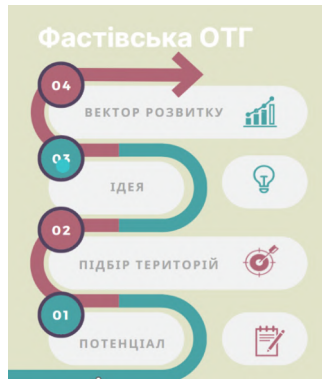 Фастівська ОТГ
04
ВЕКТОР РОЗВИТКУ
03
ІДЕЯ
02
ПІДБІР ТЕРИТОРІЙ
01
ПОТЕНЦІАЛ